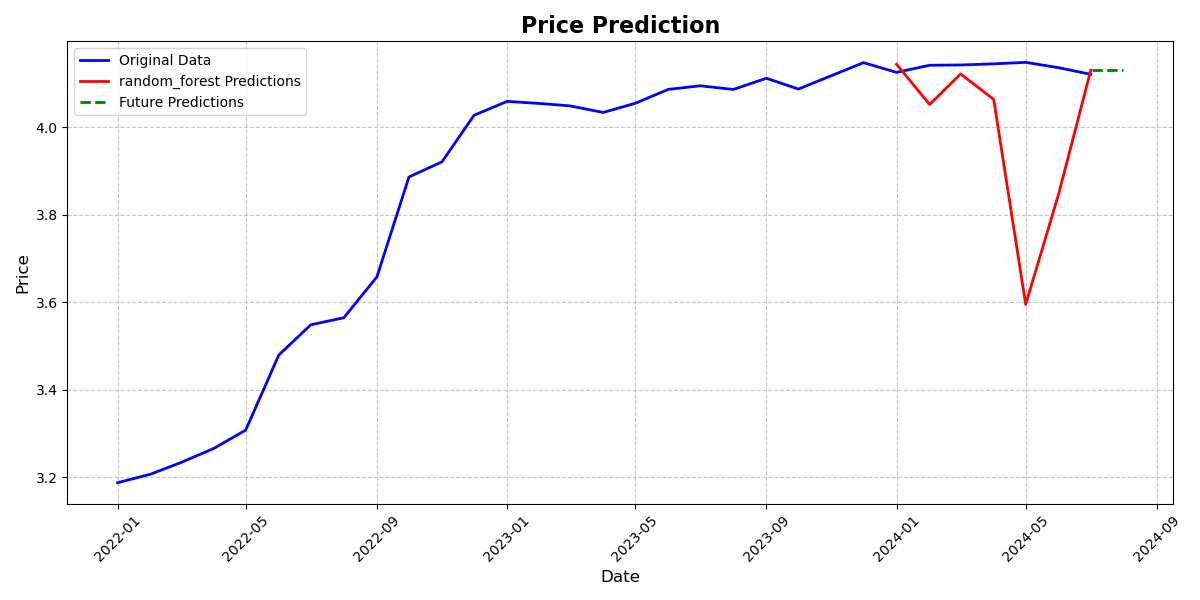 Price Prediction
Original Data
random_forest Predictions
Future Predictions
Price
4.0
3.8
3.6
3.4
3.2
2022-01
2022-05
2022-09
2023-01
2023-05
2023-09
2024-01
2024-05
2024-09
Date